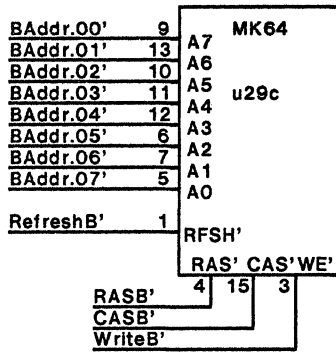 MK64
u29c
BAddr.00' 9 A7
BAddr.01' 13 A6
BAddr.02' 10 A5
BAddr.03' 11 A4
BAddr.04' 12 A3
BAddr.05' 6 A2
BAddr.06' 7 A1
BAddr.07' 5 A0
RefreshB' 1 RFSH'
RAS' CAS' WE'
4 15 3
RASB'
CASB'
WriteB'